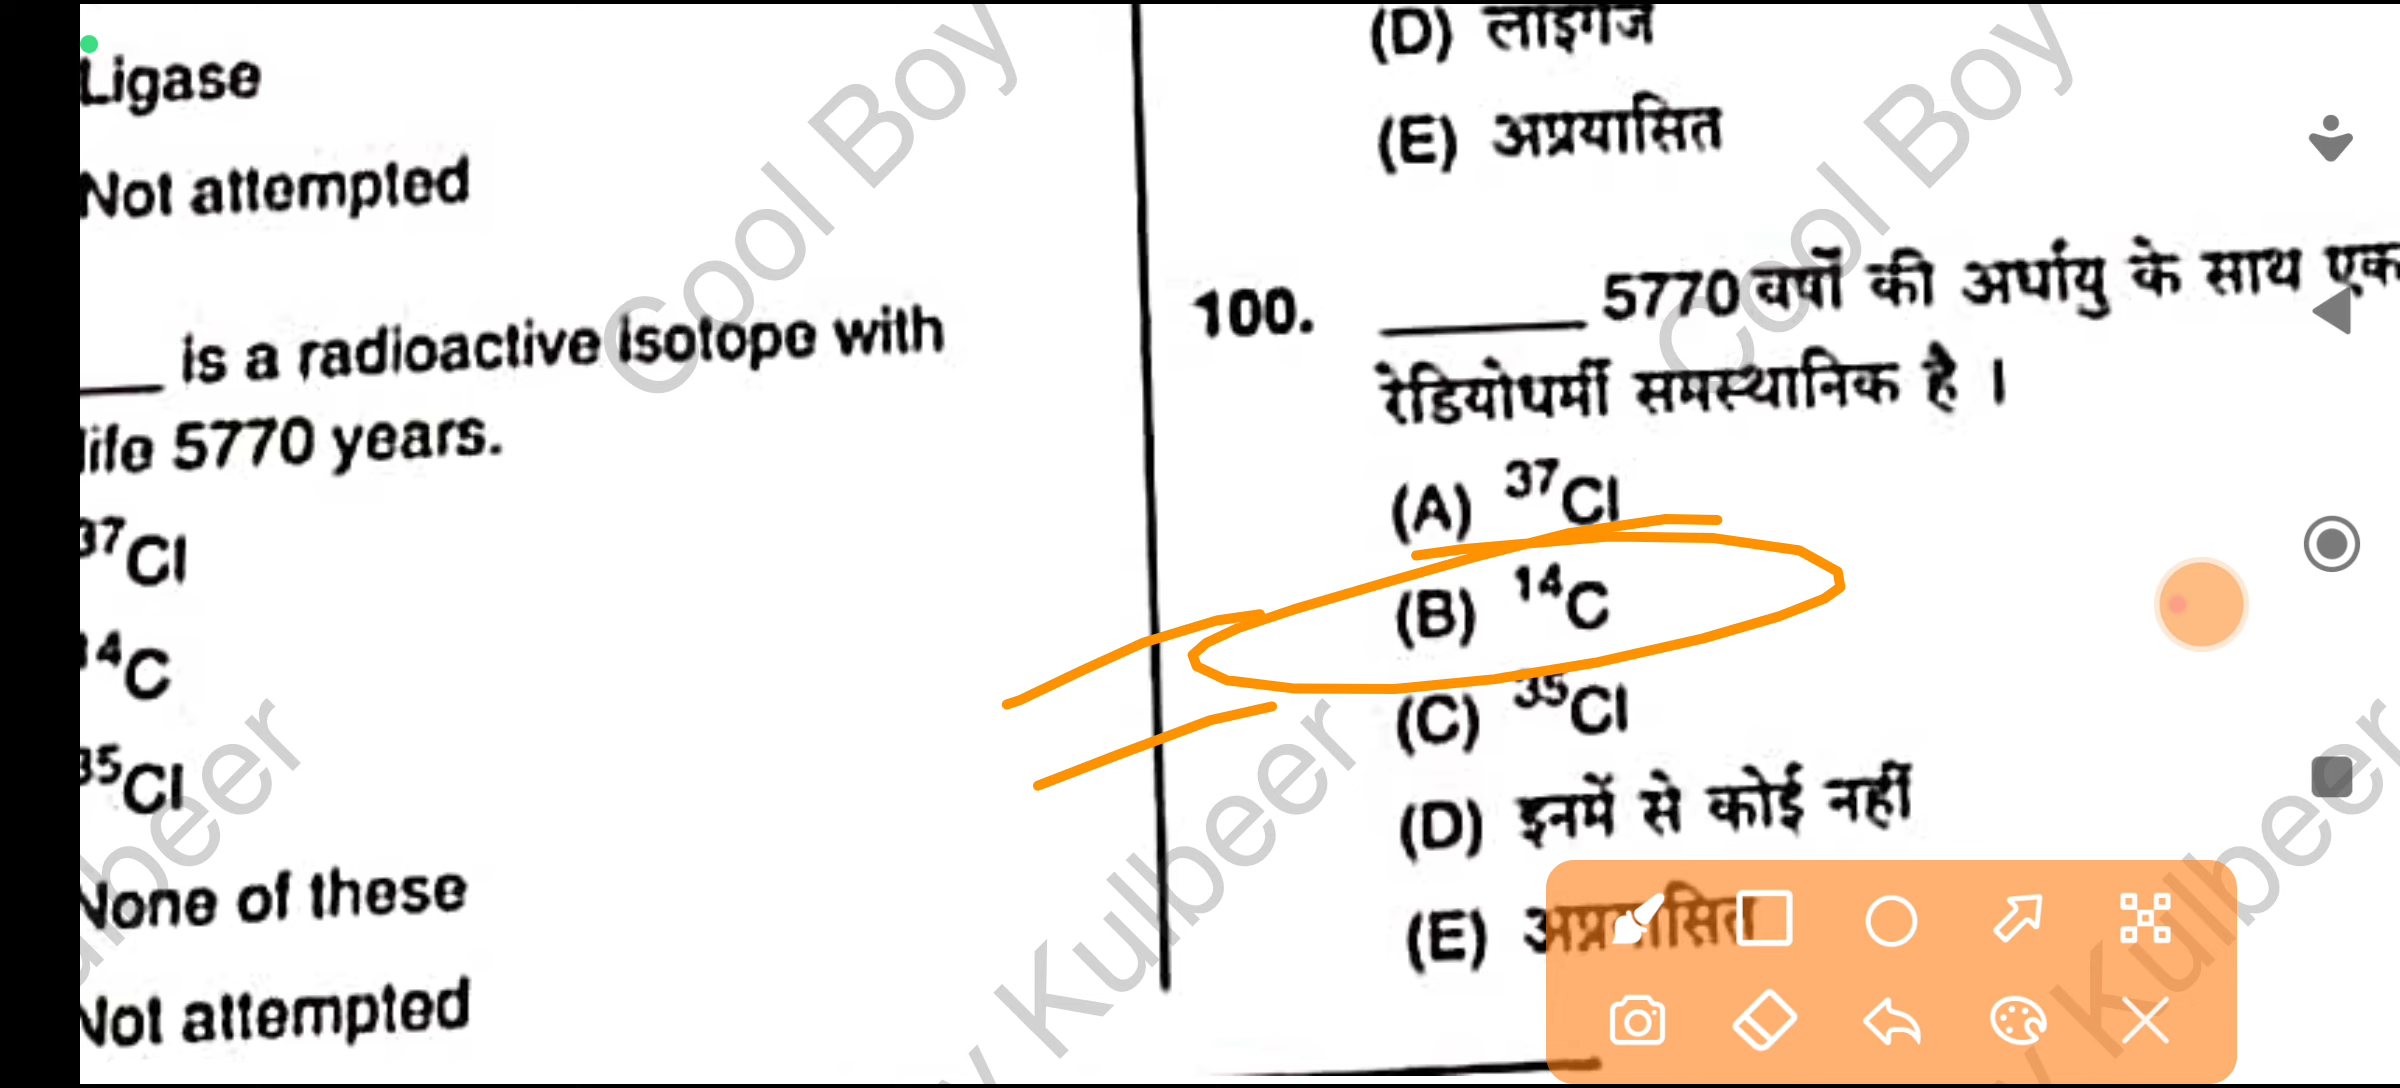 Ligase
Not attempted
is a radioactive isotope with
life 5770 years.
37Cl
14C
35Cl
None of these
Not attempted
(D) लाइगेज
(E) अप्रयासित
100. ______ 5770 वर्षों की अर्धायु के साथ एक
रेडियोधर्मी समस्थानिक है ।
(A) 37Cl
(B) 14C
(C) 35Cl
(D) इनमें से कोई नहीं
(E) अप्रयासित
Cool Boy
Cool Boy
Kulbeer
Kulbeer
Kulbeer